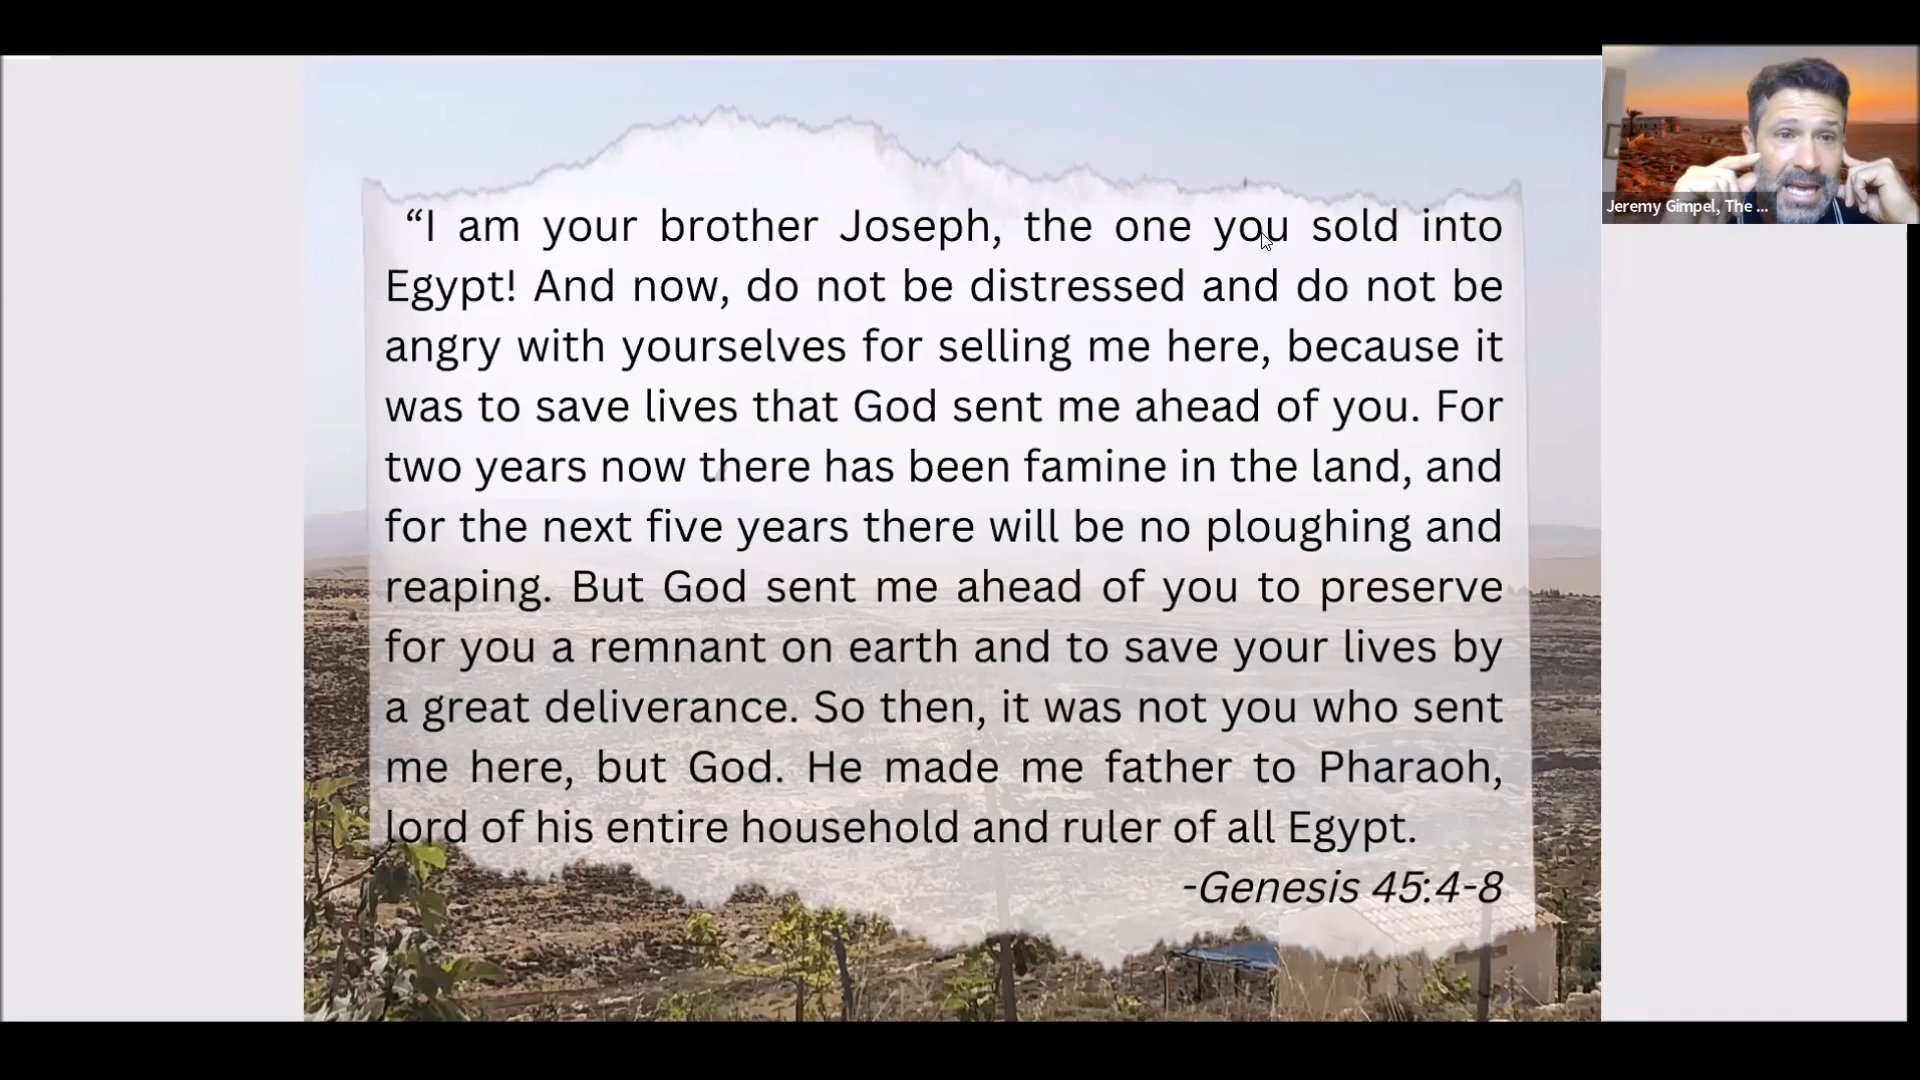 “I am your brother Joseph, the one you sold into
Egypt! And now, do not be distressed and do not be
angry with yourselves for selling me here, because it
was to save lives that God sent me ahead of you. For
two years now there has been famine in the land, and
for the next five years there will be no ploughing and
reaping. But God sent me ahead of you to preserve
for you a remnant on earth and to save your lives by
a great deliverance. So then, it was not you who sent
me here, but God. He made me father to Pharaoh,
lord of his entire household and ruler of all Egypt.
-Genesis 45:4-8
Jeremy Gimpel, The ...